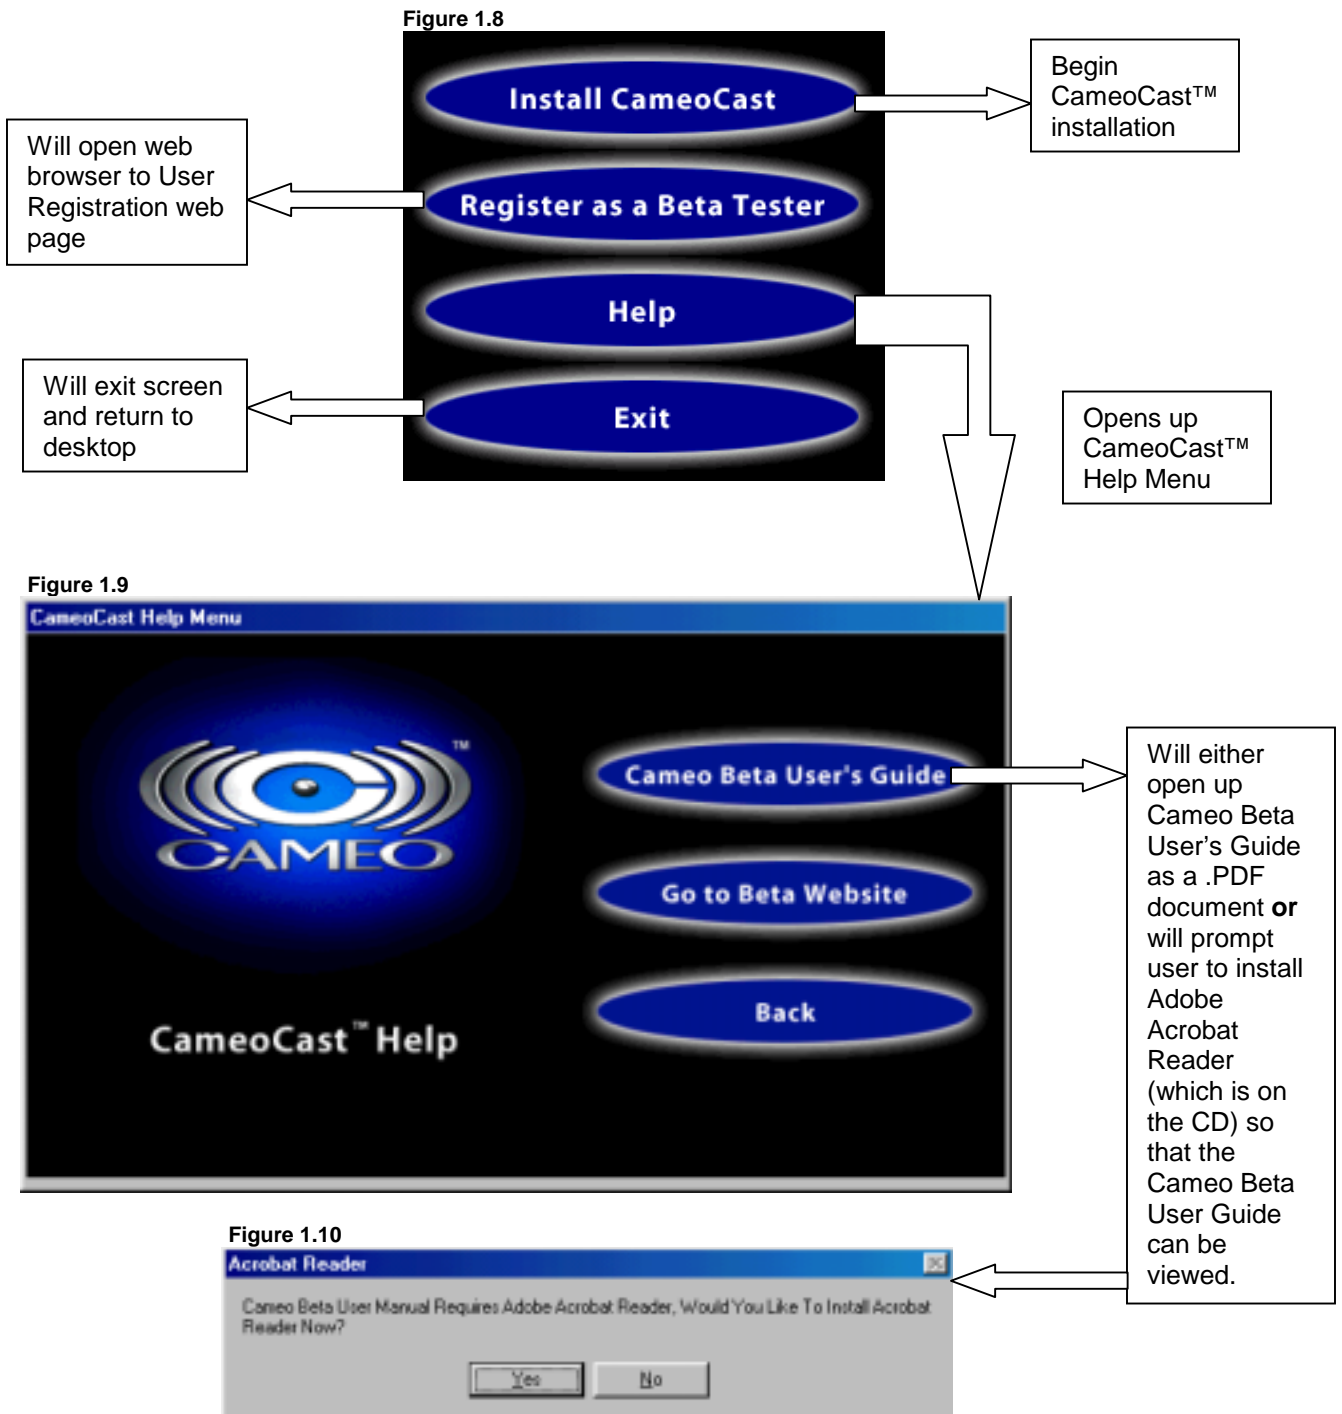 Figure 1.8
Install CameoCast
Begin
CameoCast™
installation
Will open web
browser to User
Registration web
page
Register as a Beta Tester
Help
Will exit screen
and return to
desktop
Exit
Opens up
CameoCast™
Help Menu
Figure 1.9
CameoCast Help Menu
TM
CAMEO
CameoCast™ Help
Cameo Beta User's Guide
Go to Beta Website
Back
Will either
open up
Cameo Beta
User’s Guide
as a .PDF
document or
will prompt
user to install
Adobe
Acrobat
Reader
(which is on
the CD) so
that the
Cameo Beta
User Guide
can be
viewed.
Figure 1.10
Acrobat Reader
Cameo Beta User Manual Requires Adobe Acrobat Reader, Would You Like To Install Acrobat
Reader Now?
Yes
No